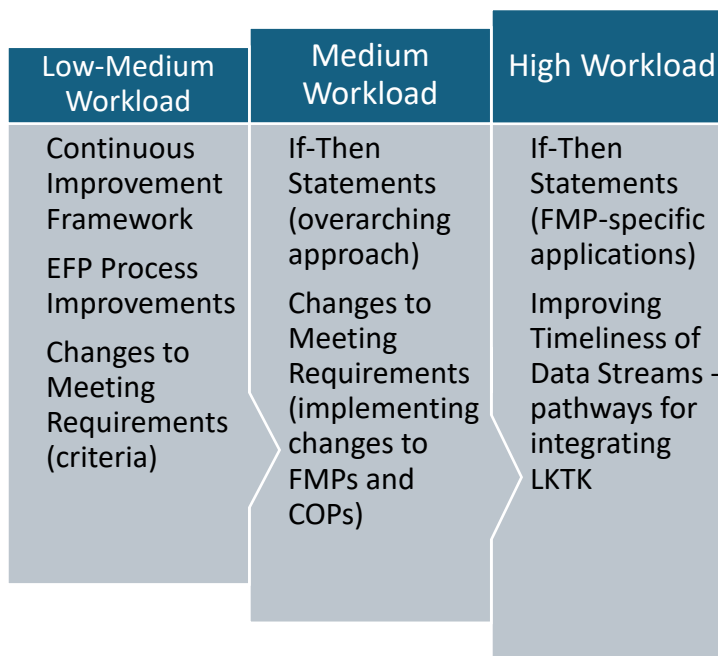 Low-Medium
Workload
Continuous
Improvement
Framework
EFP Process
Improvements
Changes to
Meeting
Requirements
(criteria)
Medium
Workload
If-Then
Statements
(overarching
approach)
Changes to
Meeting
Requirements
(implementing
changes to
FMPs and
COPs)
High Workload
If-Then
Statements
(FMP-specific
applications)
Improving
Timeliness of
Data Streams -
pathways for
integrating
LKTK